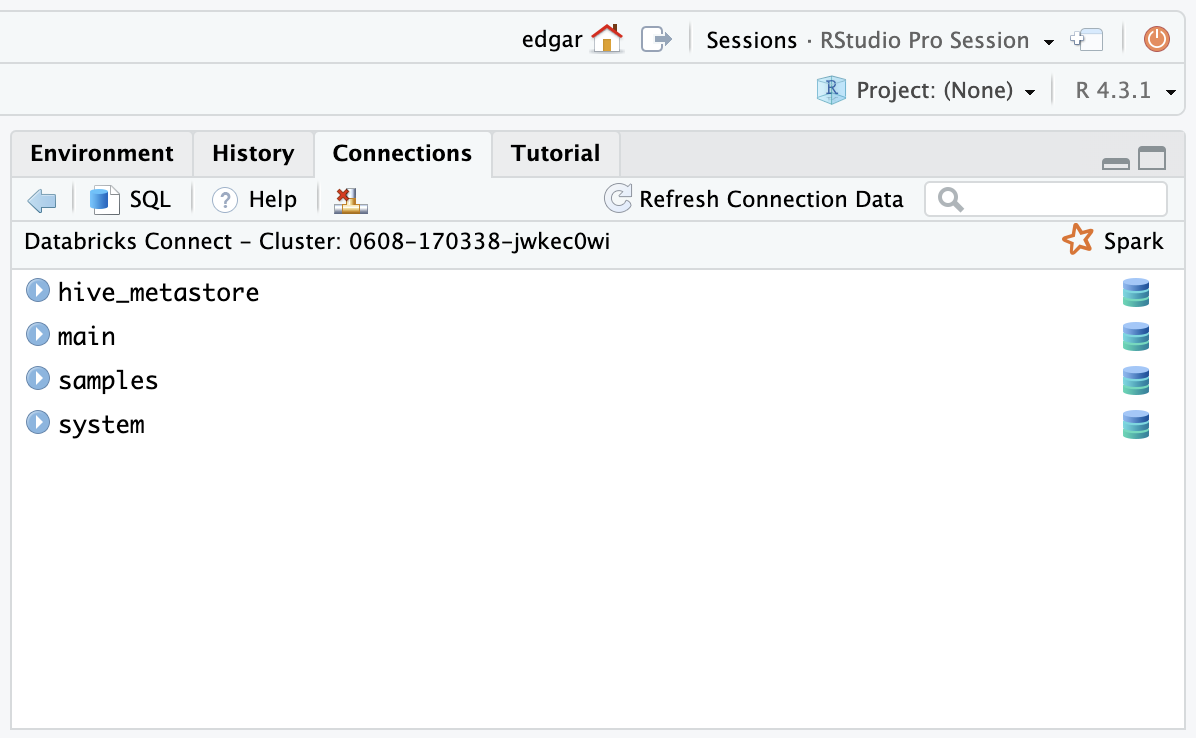 edgar Sessions · RStudio Pro Session
R Project: (None) R 4.3.1
Environment History Connections Tutorial
SQL ? Help Refresh Connection Data
Databricks Connect – Cluster: 0608-170338-jwkec0wi Spark
hive_metastore
main
samples
system